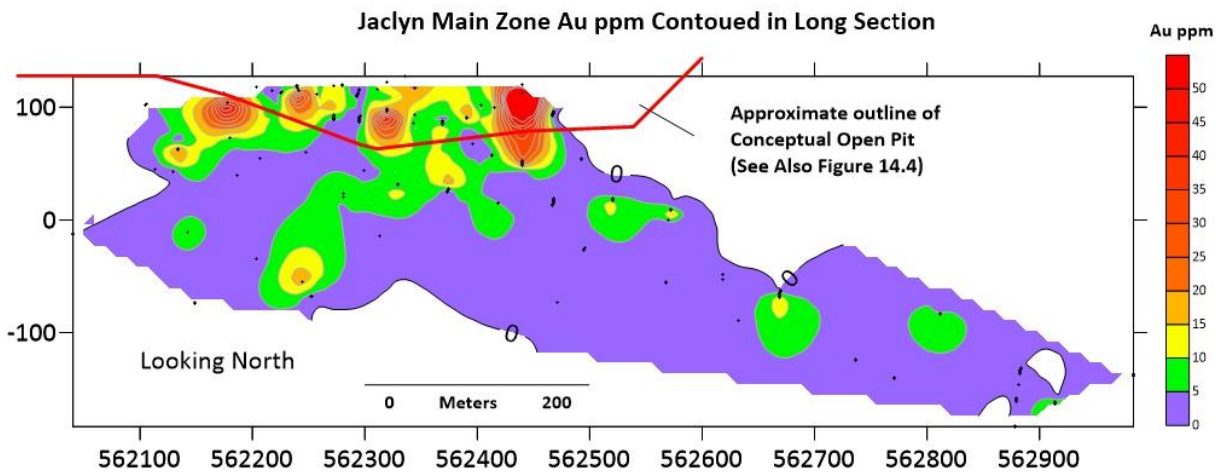 Jaclyn Main Zone Au ppm Contoued in Long Section
Au ppm
50
45
40
35
30
25
20
15
10
5
0
100
0
-100
Approximate outline of
Conceptual Open Pit
(See Also Figure 14.4)
0
0
0
Looking North
0 Meters 200
562100 562200 562300 562400 562500 562600 562700 562800 562900